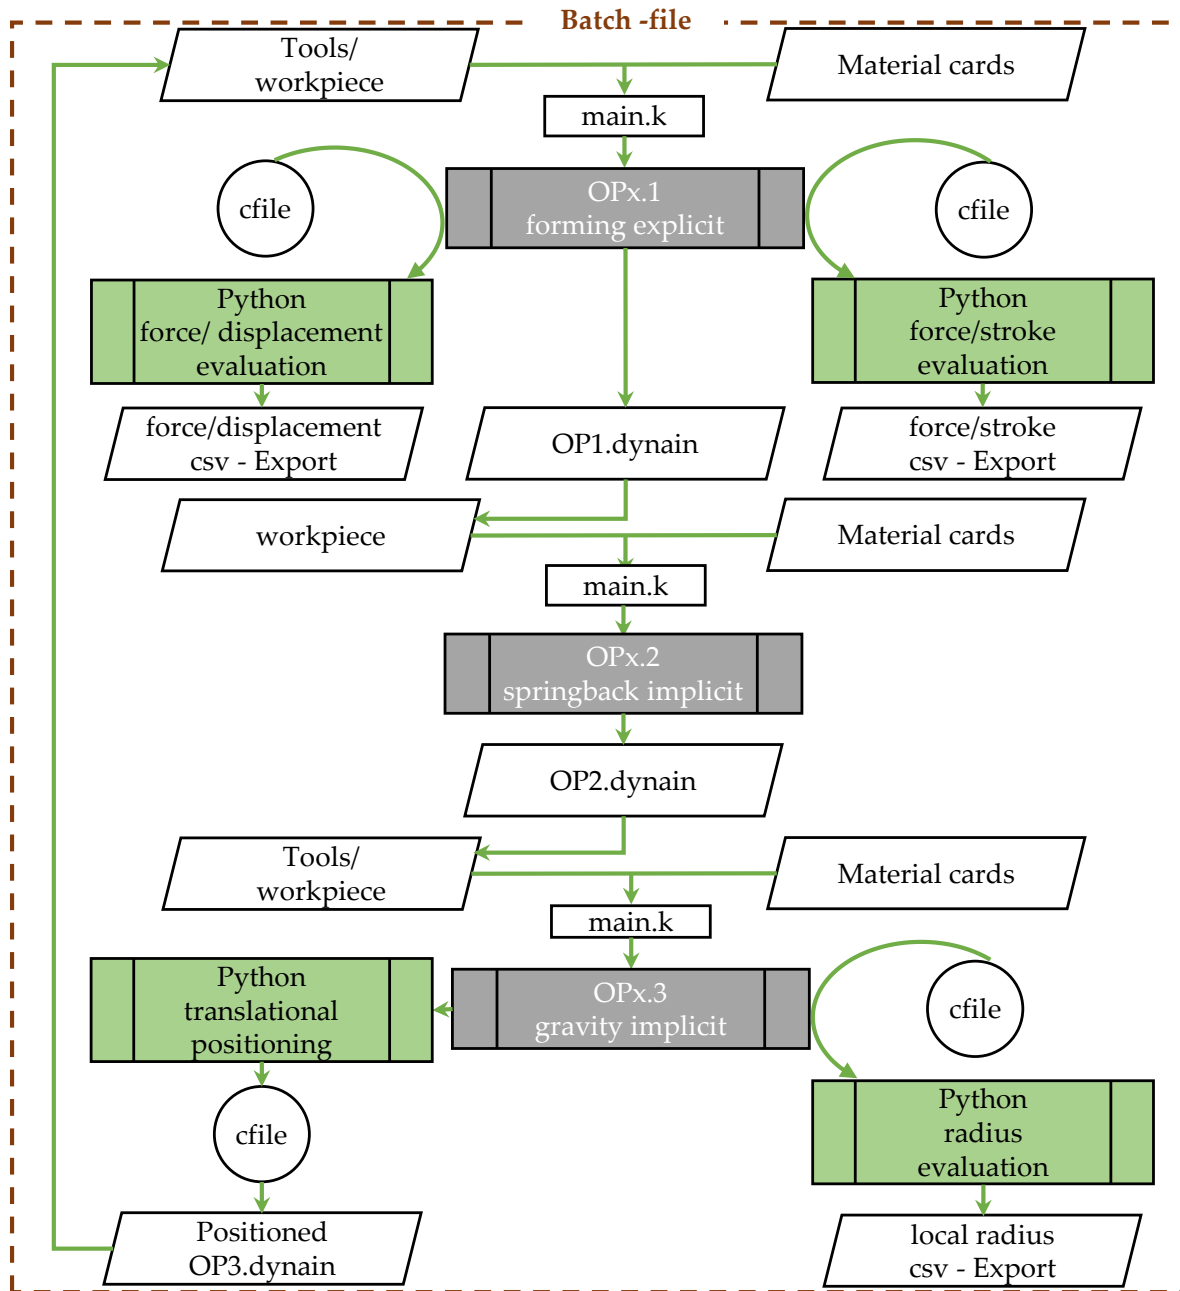 Batch -file
Tools/
workpiece
Material cards
main.k
cfile
OPx.1
forming explicit
cfile
Python
force/ displacement
evaluation
Python
force/stroke
evaluation
force/displacement
csv - Export
OP1.dynain
force/stroke
csv - Export
workpiece
Material cards
main.k
OPx.2
springback implicit
OP2.dynain
Tools/
workpiece
Material cards
main.k
Python
translational
positioning
OPx.3
gravity implicit
cfile
cfile
Python
radius
evaluation
Positioned
OP3.dynain
local radius
csv - Export